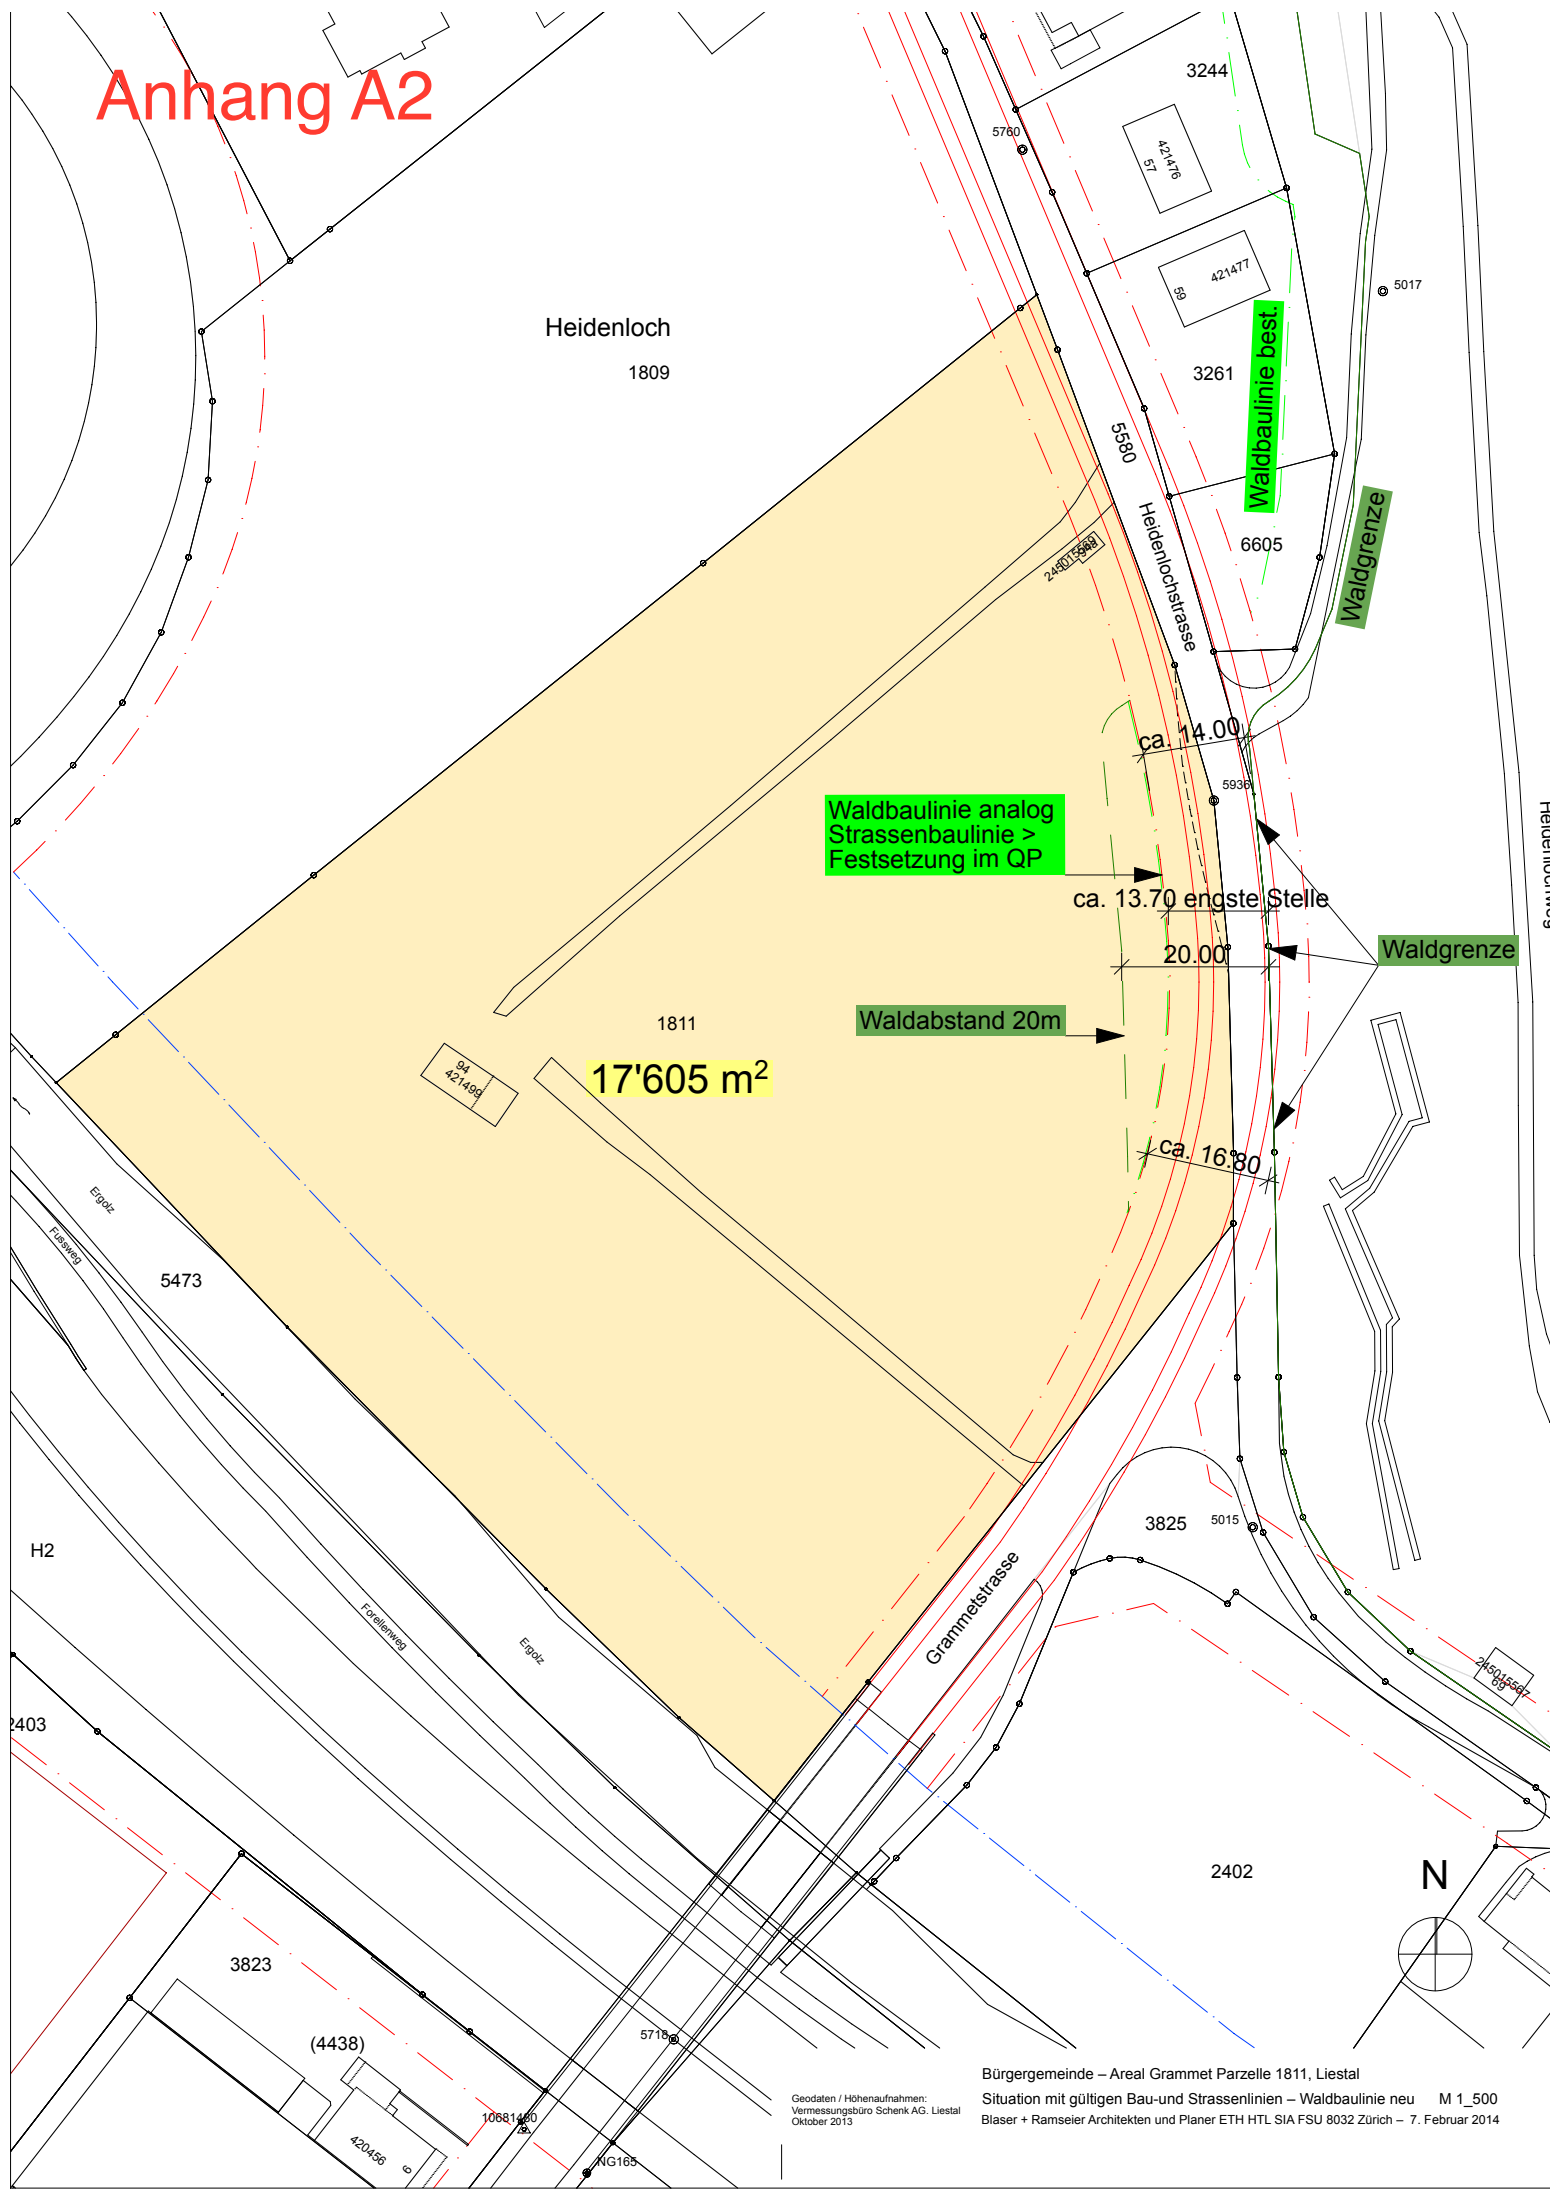 Anhang A2
3244
5760
421476
57
421477
59
5017
Heidenloch
1809
3261
Waldbaulinie best.
5580
Heidenlochstrasse
6605
Waldgrenze
ca. 14.00
5936
Waldbaulinie analog
Strassenbaulinie >
Festsetzung im QP
ca. 13.70 engste Stelle
Waldgrenze
20.00
Waldabstand 20m
1811
17'605 m²
94
421499
ca. 16.80
Ergolz
Fussweg
5473
H2
3825
5015
Grammetstrasse
Forellenweg
Ergolz
245015567
69
2403
2402
N
3823
(4438)
5718
10681480
420456
6
NG165
Geodaten / Höhenaufnahmen:
Vermessungsbüro Schenk AG. Liestal
Oktober 2013
Bürgergemeinde – Areal Grammet Parzelle 1811, Liestal
Situation mit gültigen Bau-und Strassenlinien – Waldbaulinie neu M 1_500
Blaser + Ramseier Architekten und Planer ETH HTL SIA FSU 8032 Zürich – 7. Februar 2014